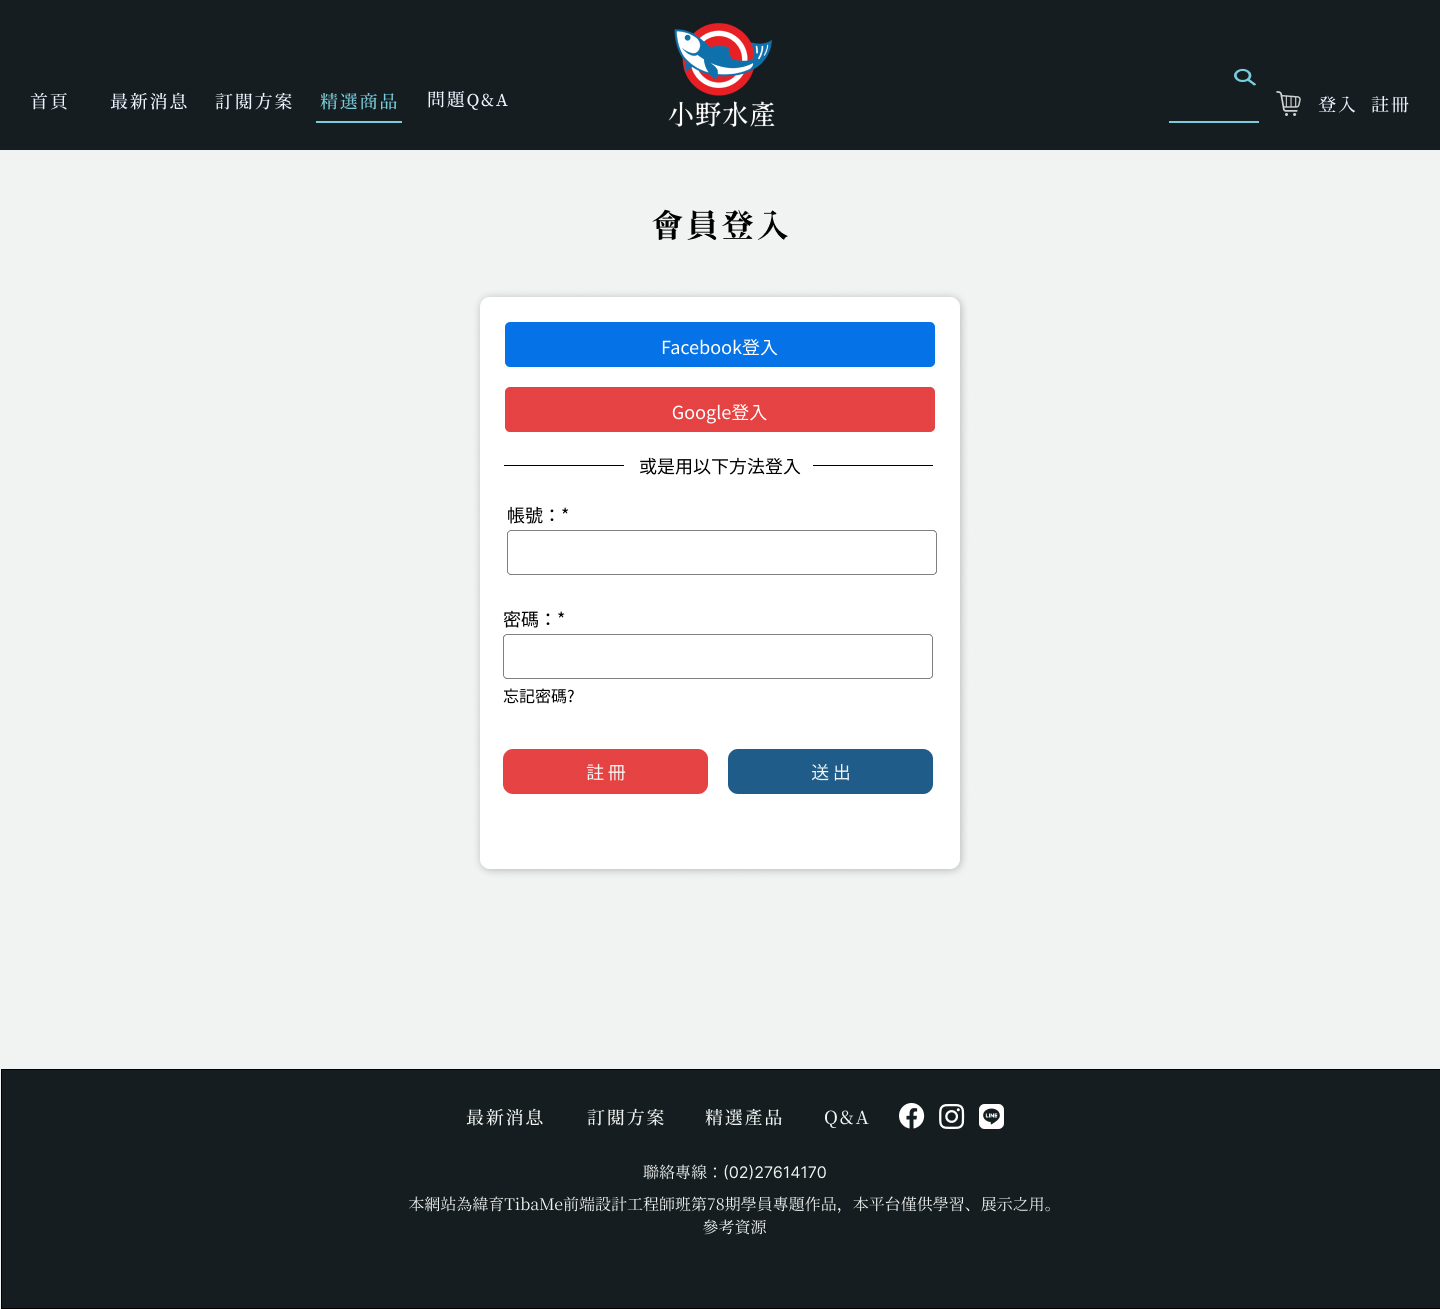 首頁 最新消息 訂閱方案 精選商品 問題Q&A
小野水產
登入 註冊
會員登入
Facebook登入
Google登入
或是用以下方法登入
帳號：*
密碼：*
忘記密碼?
註 冊 送 出
最新消息 訂閱方案 精選產品 Q&A LINE
聯絡專線：(02)27614170
本網站為緯育TibaMe前端設計工程師班第78期學員專題作品，本平台僅供學習、展示之用。
參考資源